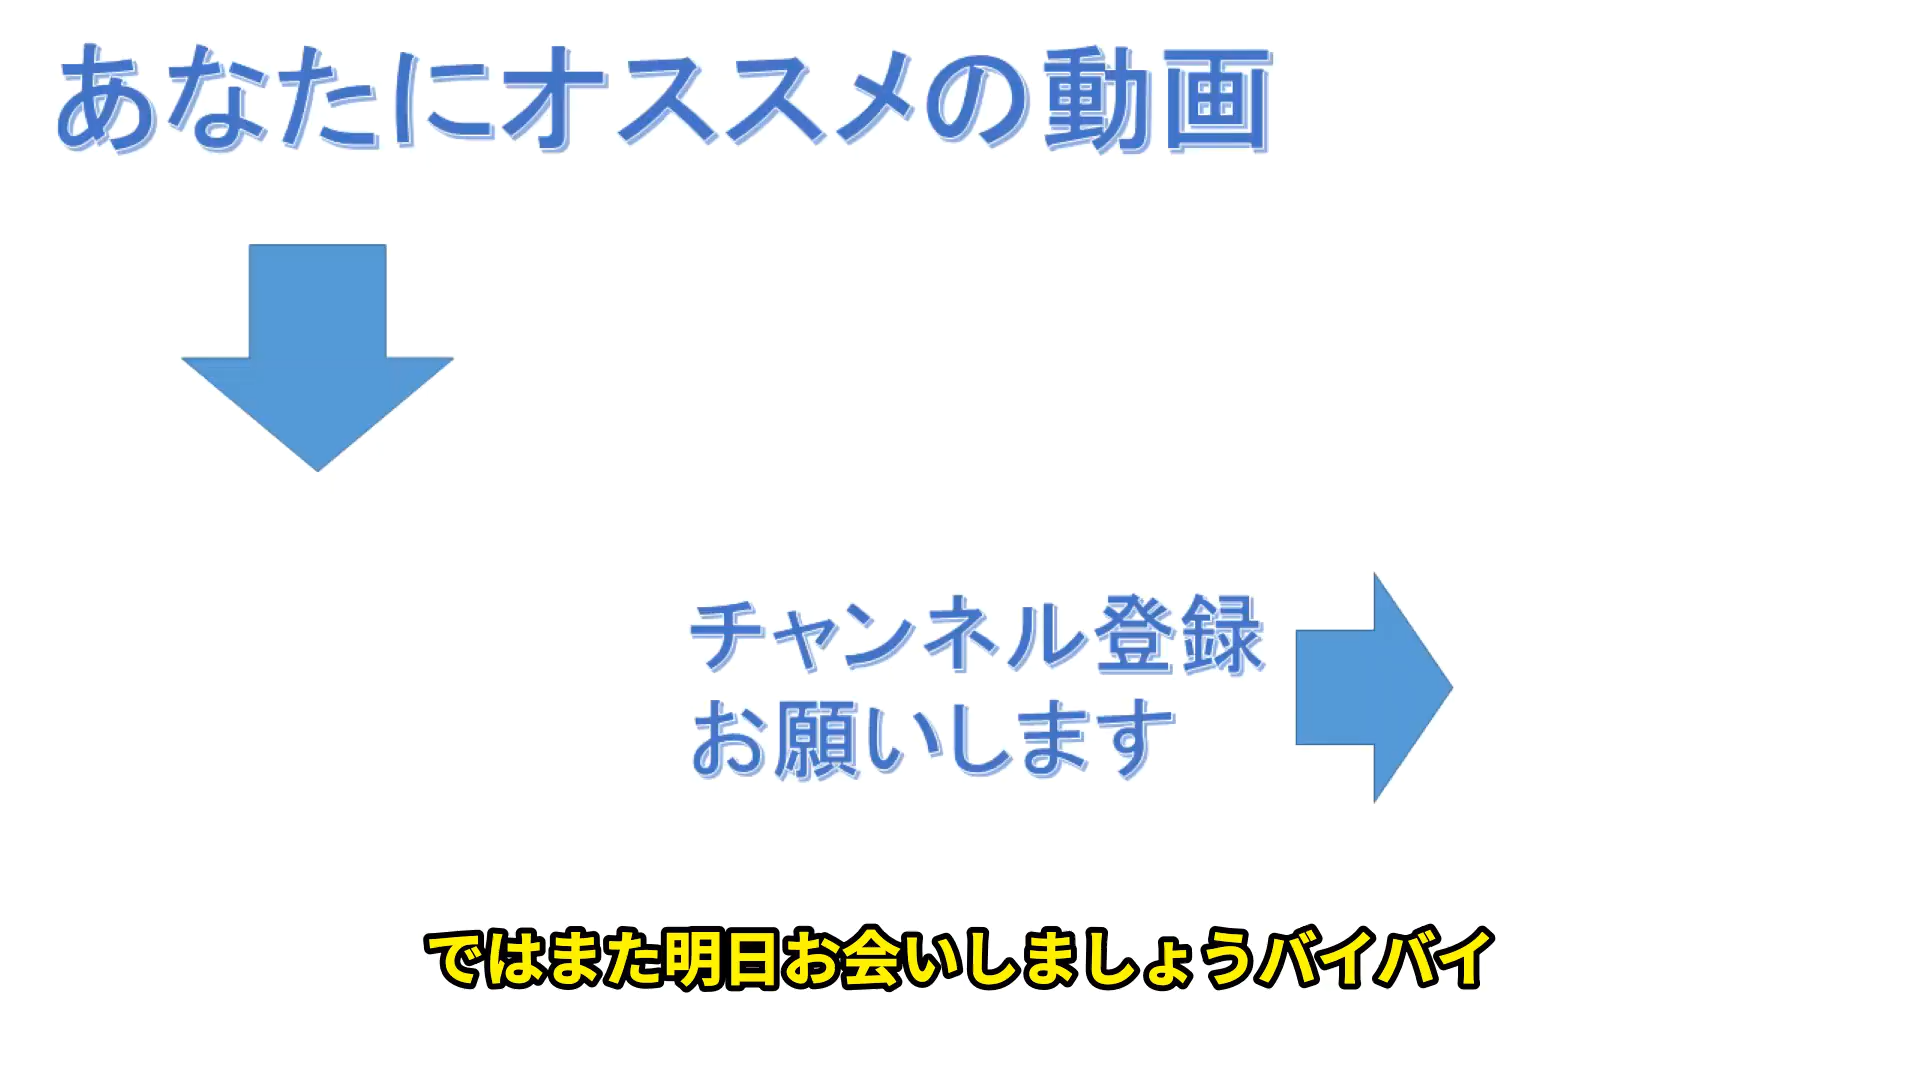 あなたにオススメの動画
チャンネル登録
お願いします
ではまた明日お会いしましょうバイバイ